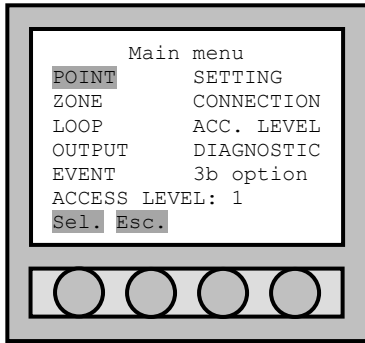 Main menu
POINT SETTING
ZONE CONNECTION
LOOP ACC. LEVEL
OUTPUT DIAGNOSTIC
EVENT 3b option
ACCESS LEVEL: 1
Sel. Esc.